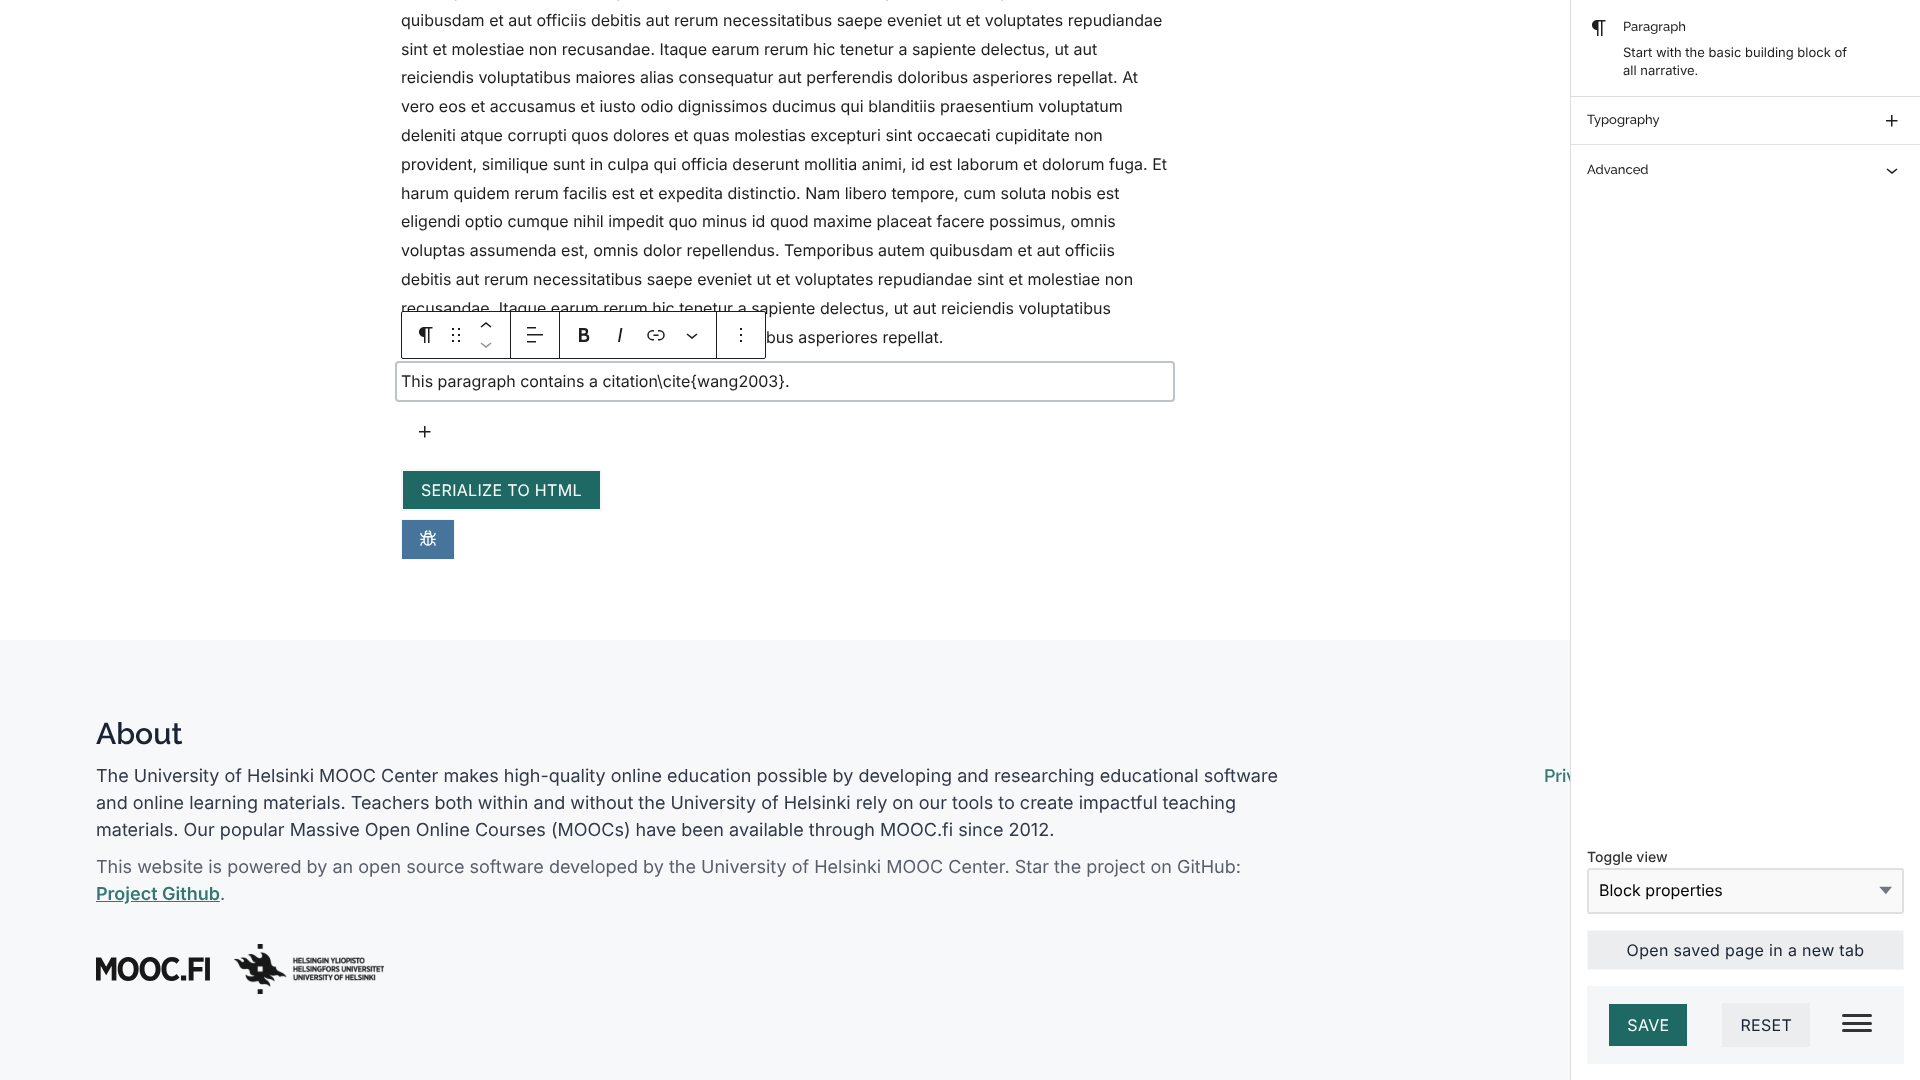 quibusdam et aut officiis debitis aut rerum necessitatibus saepe eveniet ut et voluptates repudiandae
sint et molestiae non recusandae. Itaque earum rerum hic tenetur a sapiente delectus, ut aut
reiciendis voluptatibus maiores alias consequatur aut perferendis doloribus asperiores repellat. At
vero eos et accusamus et iusto odio dignissimos ducimus qui blanditiis praesentium voluptatum
deleniti atque corrupti quos dolores et quas molestias excepturi sint occaecati cupiditate non
provident, similique sunt in culpa qui officia deserunt mollitia animi, id est laborum et dolorum fuga. Et
harum quidem rerum facilis est et expedita distinctio. Nam libero tempore, cum soluta nobis est
eligendi optio cumque nihil impedit quo minus id quod maxime placeat facere possimus, omnis
voluptas assumenda est, omnis dolor repellendus. Temporibus autem quibusdam et aut officiis
debitis aut rerum necessitatibus saepe eveniet ut et voluptates repudiandae sint et molestiae non
recusandae. Itaque earum rerum hic tenetur a sapiente delectus, ut aut reiciendis voluptatibus
bus asperiores repellat.
B I
This paragraph contains a citation\cite{wang2003}.
SERIALIZE TO HTML
About
The University of Helsinki MOOC Center makes high-quality online education possible by developing and researching educational software
and online learning materials. Teachers both within and without the University of Helsinki rely on our tools to create impactful teaching
materials. Our popular Massive Open Online Courses (MOOCs) have been available through MOOC.fi since 2012.
This website is powered by an open source software developed by the University of Helsinki MOOC Center. Star the project on GitHub:
Project Github.
Priv
MOOC.FI
HELSINGIN YLIOPISTO
HELSINGFORS UNIVERSITET
UNIVERSITY OF HELSINKI
Paragraph
Start with the basic building block of
all narrative.
Typography
Advanced
Toggle view
Block properties
Open saved page in a new tab
SAVE
RESET